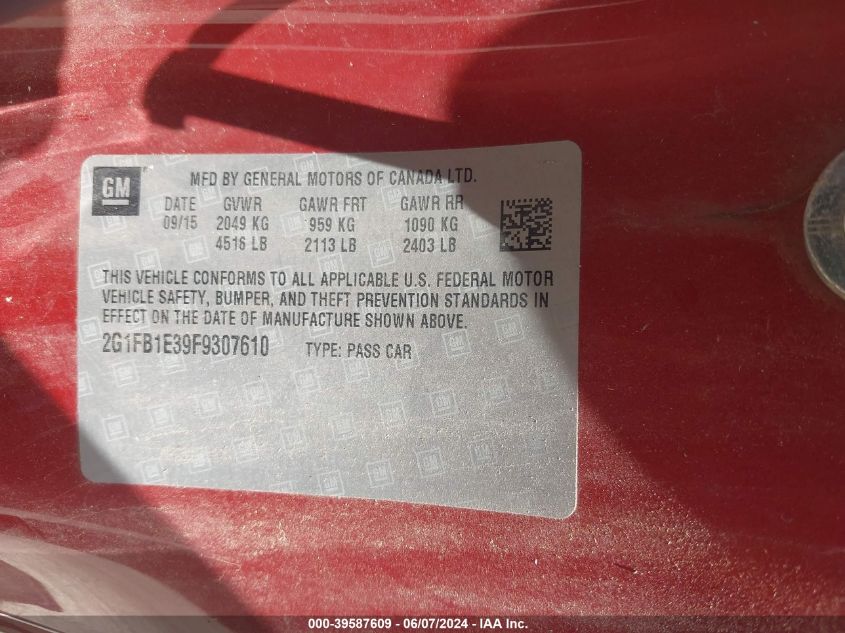 GM
MFD BY GENERAL MOTORS OF CANADA LTD.
DATE GVWR GAWR FRT GAWR RR
09/15 2049 KG 959 KG 1090 KG
4516 LB 2113 LB 2403 LB
THIS VEHICLE CONFORMS TO ALL APPLICABLE U.S. FEDERAL MOTOR
VEHICLE SAFETY, BUMPER, AND THEFT PREVENTION STANDARDS IN
EFFECT ON THE DATE OF MANUFACTURE SHOWN ABOVE.
2G1FB1E39F9307610 TYPE: PASS CAR
000-39587609 - 06/07/2024 - IAA Inc.